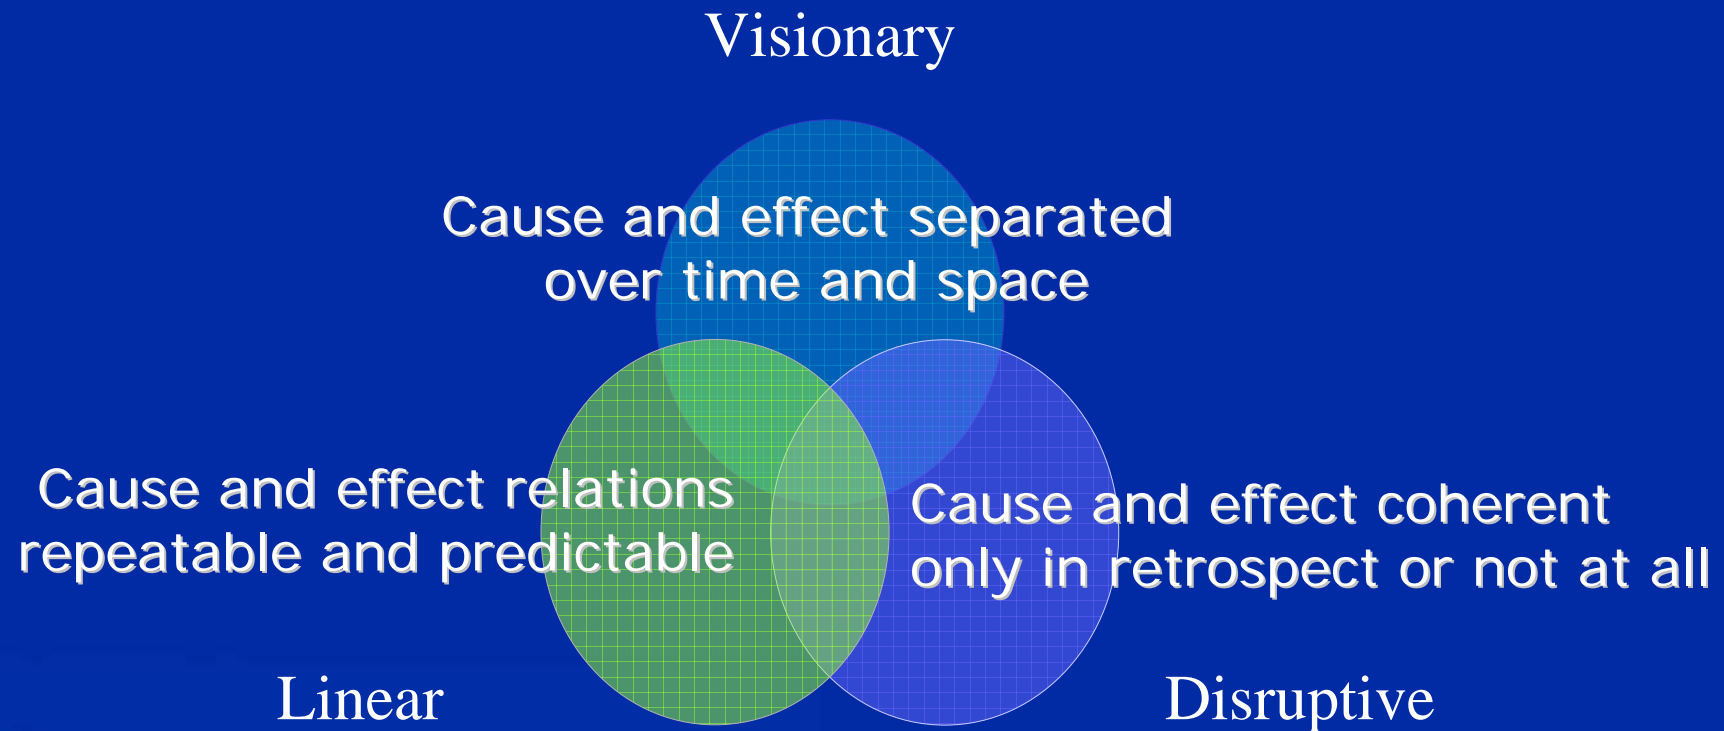 Visionary
Cause and effect separated
over time and space
Cause and effect relations
repeatable and predictable
Cause and effect coherent
only in retrospect or not at all
Linear
Disruptive